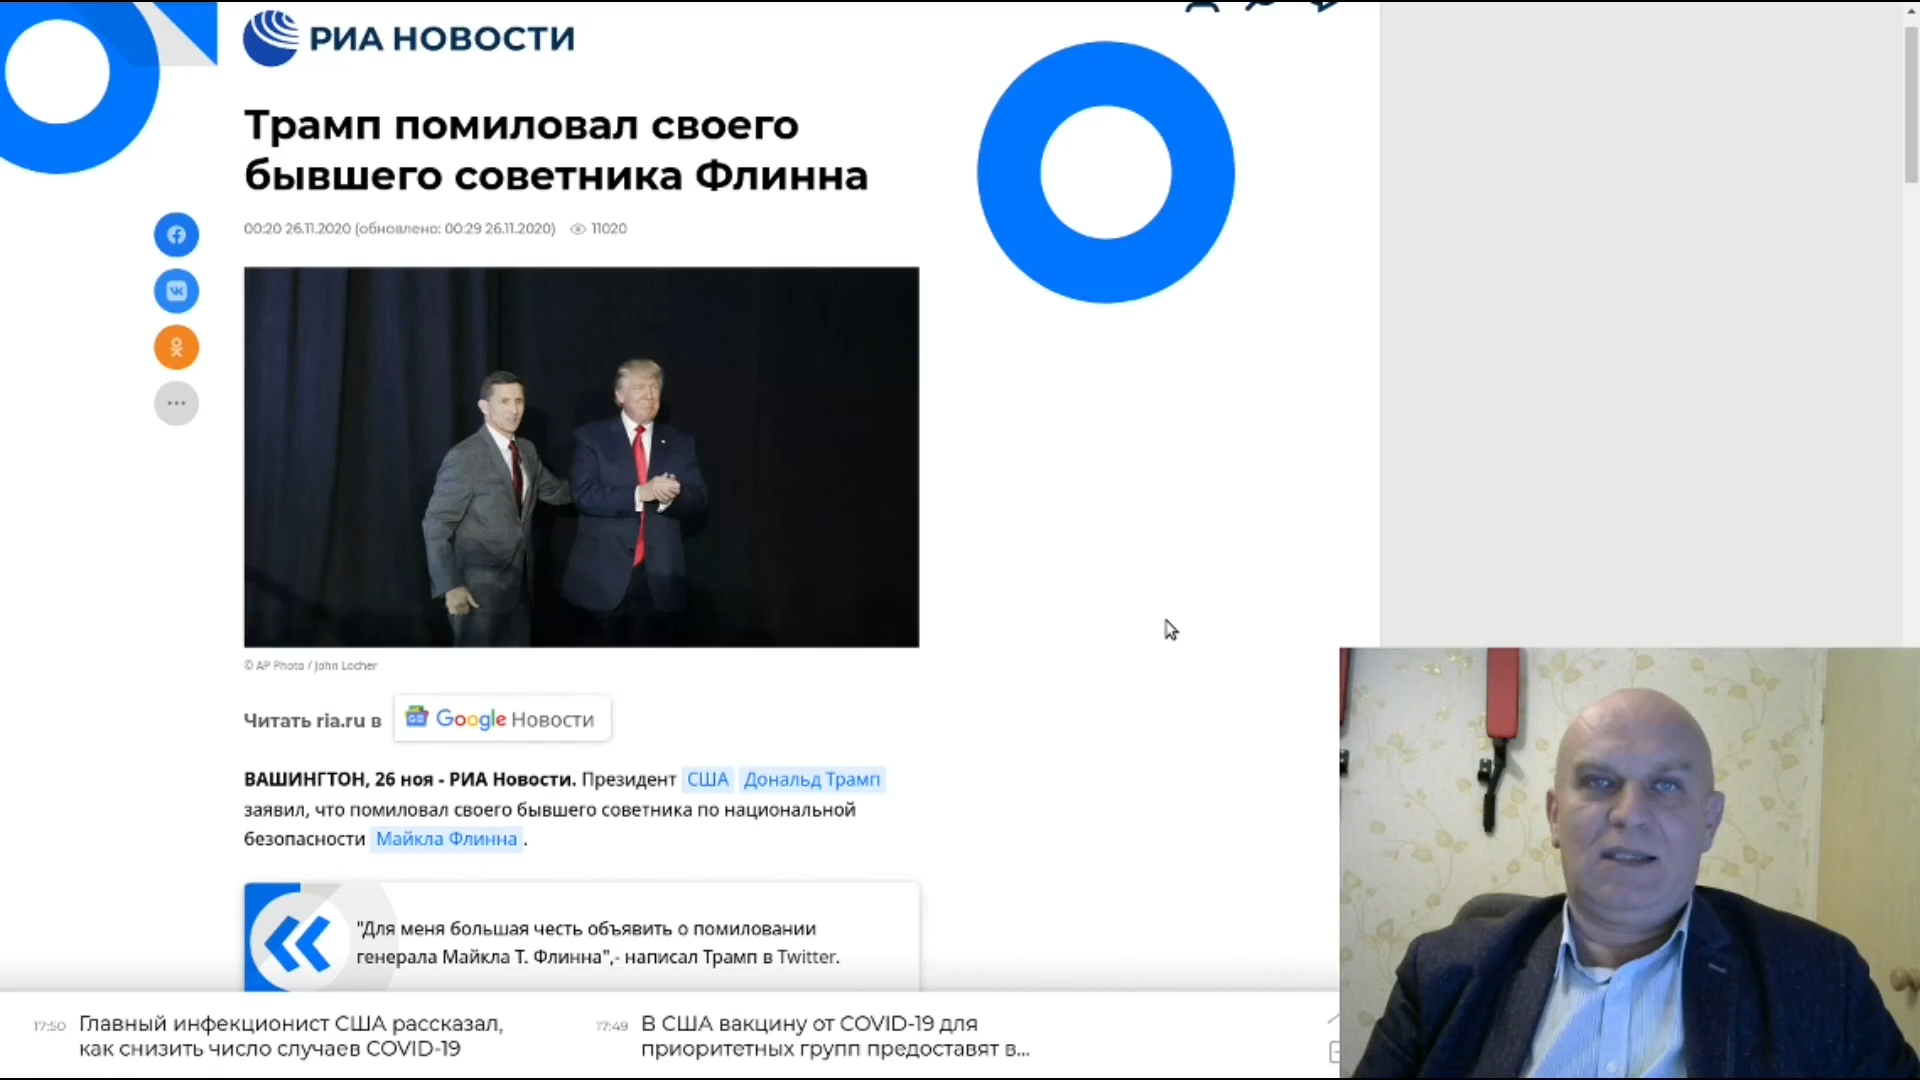 РИА НОВОСТИ
Трамп помиловал своего
бывшего советника Флинна
00:20 26.11.2020 (обновлено: 00:29 26.11.2020) 11020
© AP Photo / John Locher
Читать ria.ru в Google Новости
ВАШИНГТОН, 26 ноя - РИА Новости. Президент США Дональд Трамп
заявил, что помиловал своего бывшего советника по национальной
безопасности Майкла Флинна .
"Для меня большая честь объявить о помиловании
генерала Майкла Т. Флинна",- написал Трамп в Twitter.
17:50 Главный инфекционист США рассказал,
как снизить число случаев COVID-19
17:49 В США вакцину от COVID-19 для
приоритетных групп предоставят в...